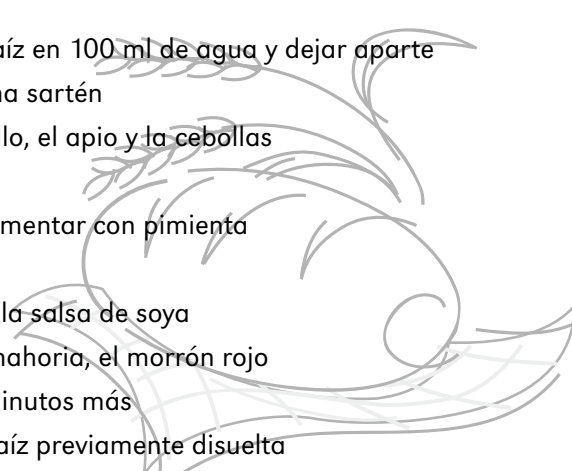 aíz en 100 ml de agua y dejar aparte
na sartén
lo, el apio y la cebollas
mentar con pimienta
la salsa de soya
nahoria, el morrón rojo
inutos más
aíz previamente disuelta